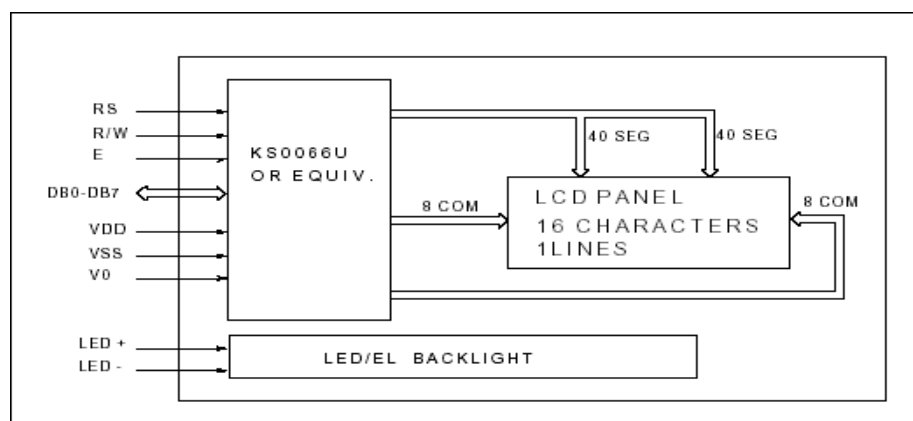 RS
R/W
E
DB0-DB7
VDD
VSS
V0
LED +
LED -
KS0066U
OR EQUIV.
40 SEG
40 SEG
8 COM
8 COM
LCD PANEL
16 CHARACTERS
1LINES
LED/EL BACKLIGHT